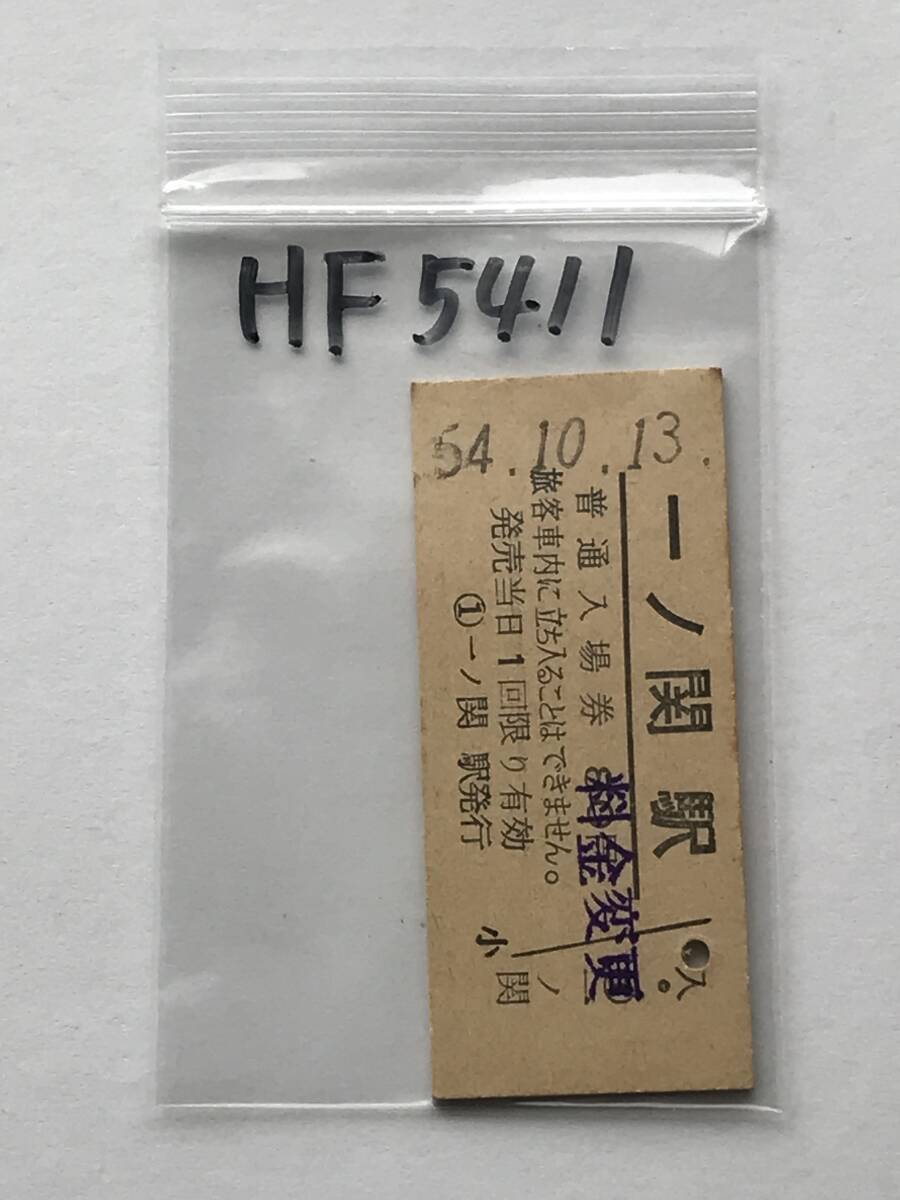 HF 5411
54.10.13.
一ノ関駅
普通入場券
料金変更
旅客車内に立ち入ることはできません。
発売当日1回限り有効
①一ノ関駅発行
入
小
ノ関